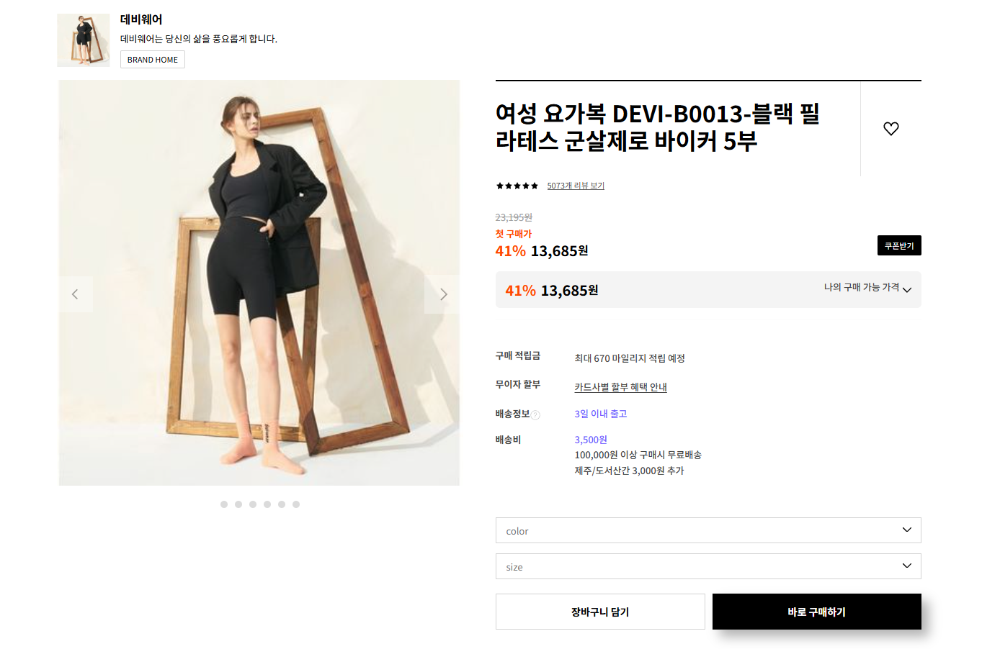 데비웨어
데비웨어는 당신의 삶을 풍요롭게 합니다.
BRAND HOME
여성 요가복 DEVI-B0013-블랙 필
라테스 군살제로 바이커 5부
★★★★★ 5073개 리뷰 보기
23,195원
첫 구매가
41% 13,685원
쿠폰받기
41% 13,685원
나의 구매 가능 가격
구매 적립금
최대 670 마일리지 적립 예정
무이자 할부
카드사별 할부 혜택 안내
배송정보?
3일 이내 출고
배송비
3,500원
100,000원 이상 구매시 무료배송
제주/도서산간 3,000원 추가
color
size
장바구니 담기
바로 구매하기